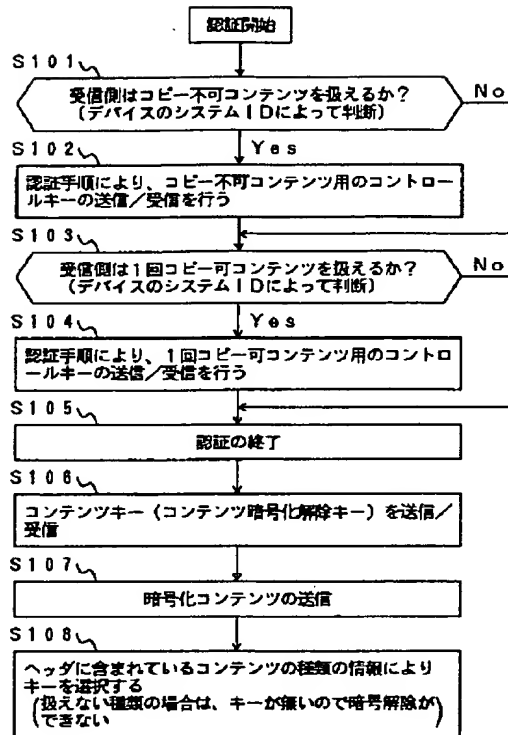 認証開始
S101
受信側はコピー不可コンテンツを扱えるか?
(デバイスのシステムIDによって判断)
No
S102
Yes
認証手順により、コピー不可コンテンツ用のコントロ
ールキーの送信/受信を行う
S103
受信側は1回コピー可コンテンツを扱えるか?
(デバイスのシステムIDによって判断)
No
S104
Yes
認証手順により、1回コピー可コンテンツ用のコントロ
ールキーの送信/受信を行う
S105
認証の終了
S106
コンテンツキー(コンテンツ暗号化解除キー)を送信/
受信
S107
暗号化コンテンツの送信
S108
ヘッダに含まれているコンテンツの種類の情報により
キーを選択する
(扱えない種類の場合は、キーが無いので暗号解除が
できない)